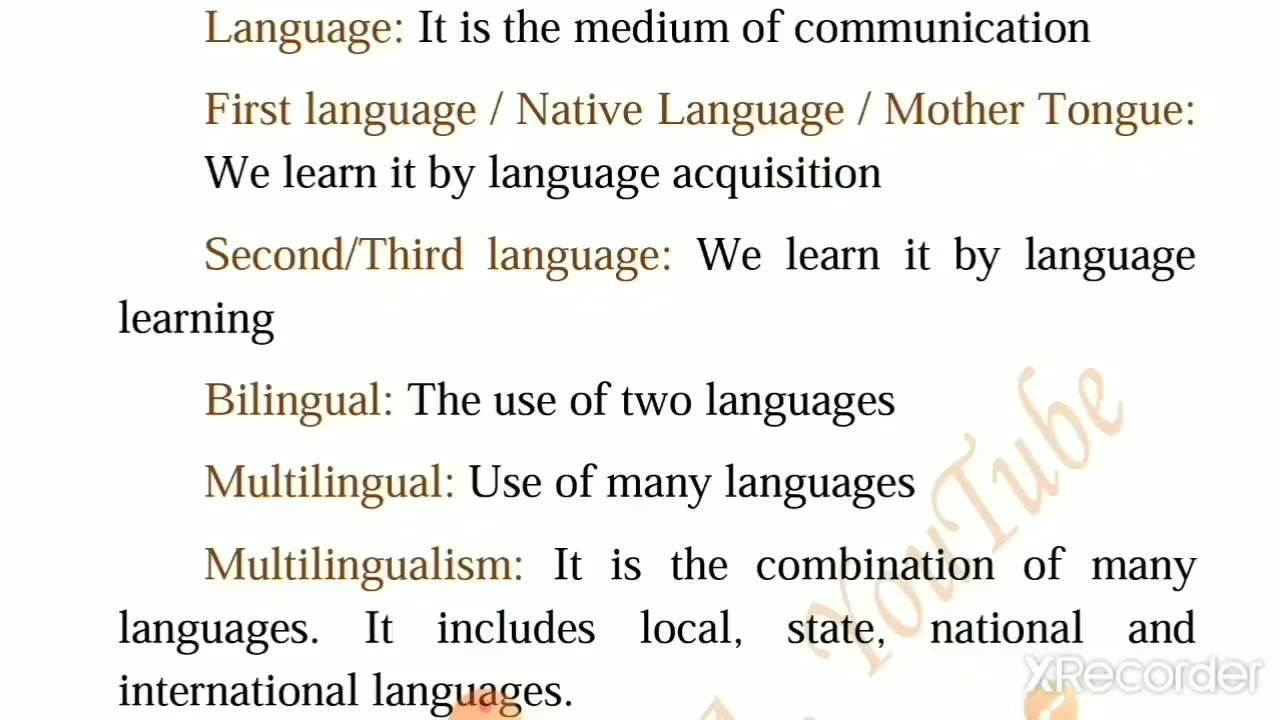 Language: It is the medium of communication
First language / Native Language / Mother Tongue:
We learn it by language acquisition
Second/Third language: We learn it by language
learning
Bilingual: The use of two languages
Multilingual: Use of many languages
Multilingualism: It is the combination of many
languages. It includes local, state, national and
international languages.
YouTube
XRecorder